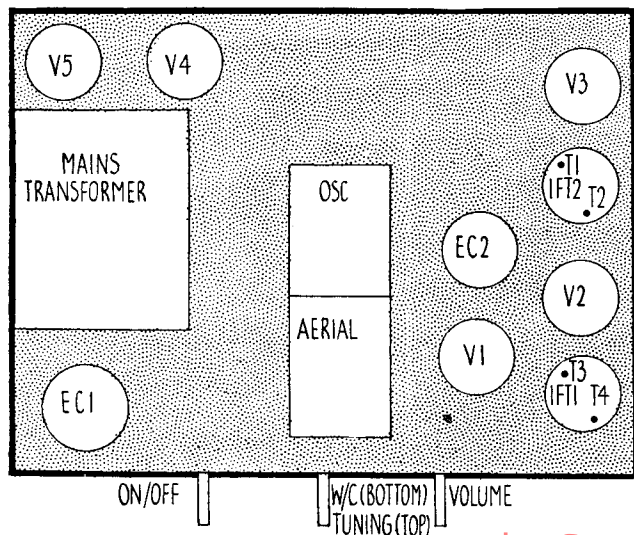 V5
V4
V3
MAINS
TRANSFORMER
OSC
T1
IFT2
T2
EC2
V2
AERIAL
V1
T3
IFT1
T4
EC1
ON/OFF
W/C(BOTTOM)
TUNING(TOP)
VOLUME